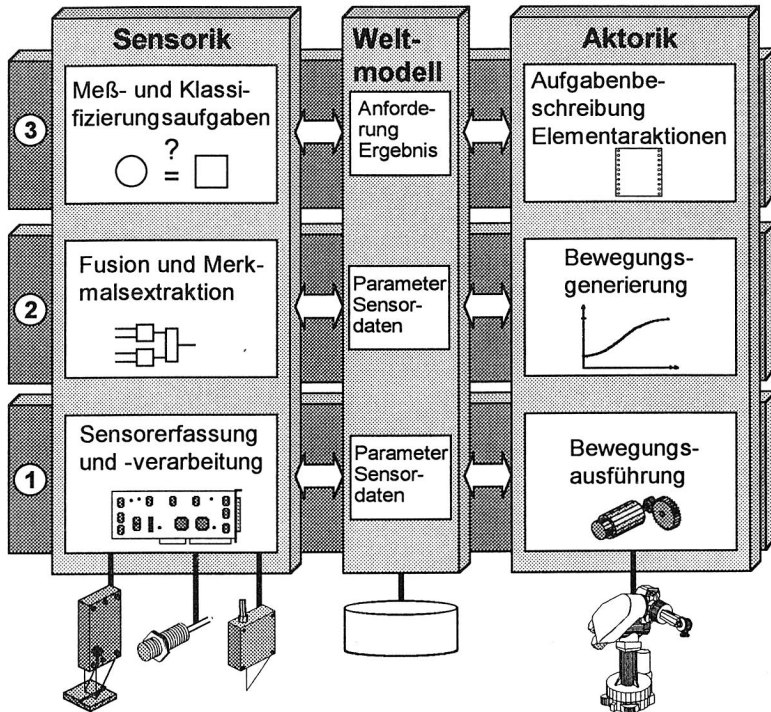 Sensorik
Welt-
modell
Aktorik
3
Meß- und Klassi-
fizierungsaufgaben
?
=
Anforde-
rung
Ergebnis
Aufgabenbe-
schreibung
Elementaraktionen
2
Fusion und Merk-
malsextraktion
Parameter
Sensor-
daten
Bewegungs-
generierung
1
Sensorerfassung
und -verarbeitung
Parameter
Sensor-
daten
Bewegungs-
ausführung